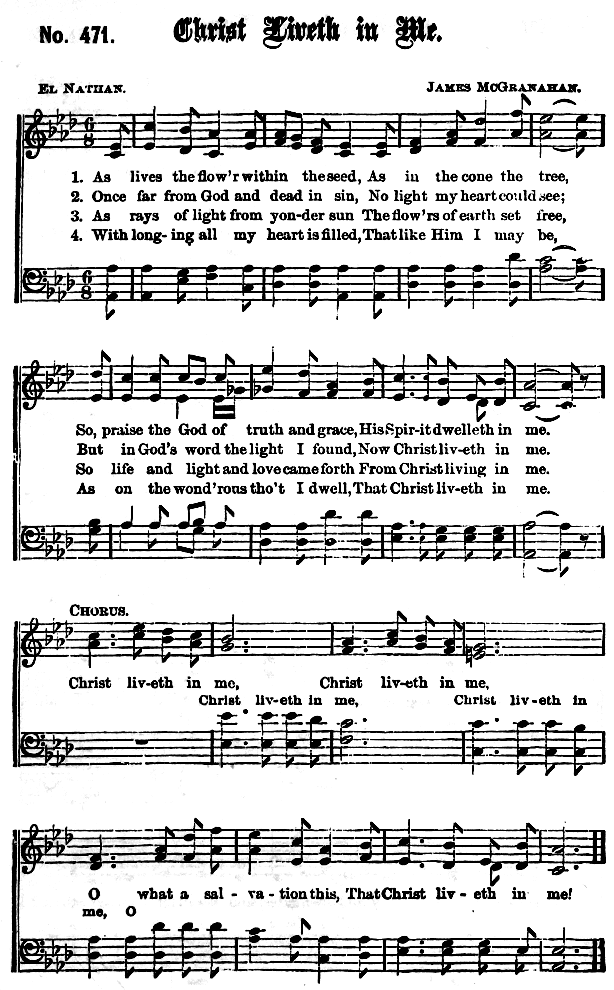 No. 471. Christ Liveth in Me.
El Nathan. James McGranahan.
1. As lives the flow'r within the seed, As in the cone the tree,
2. Once far from God and dead in sin, No light my heart could see;
3. As rays of light from yon-der sun The flow'rs of earth set free,
4. With long-ing all my heart is filled, That like Him I may be,
So, praise the God of truth and grace, His Spir-it dwelleth in me.
But in God's word the light I found, Now Christ liv-eth in me.
So life and light and love came forth From Christ living in me.
As on the wond'rous tho't I dwell, That Christ liv-eth in me.
Chorus.
Christ liv-eth in me, Christ liv-eth in me,
Christ liv-eth in me, Christ liv-eth in
O what a sal-va-tion this, That Christ liv-eth in me!
me, O